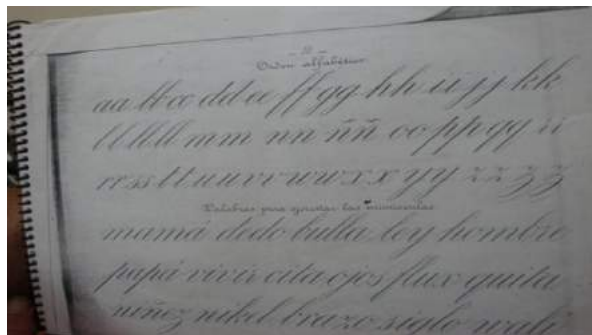 Orden alfabético
aa bb cc dd ee ff gg hh ii jj kk
ll llll mm nn ññ oo pp qq
rr ss tt uu vv ww xx yy zz
Palabras para ejercitar las minúsculas
mamá dedo bulla ley hombre
papá vivir cita ojos flux quita
nikel brazo siglo